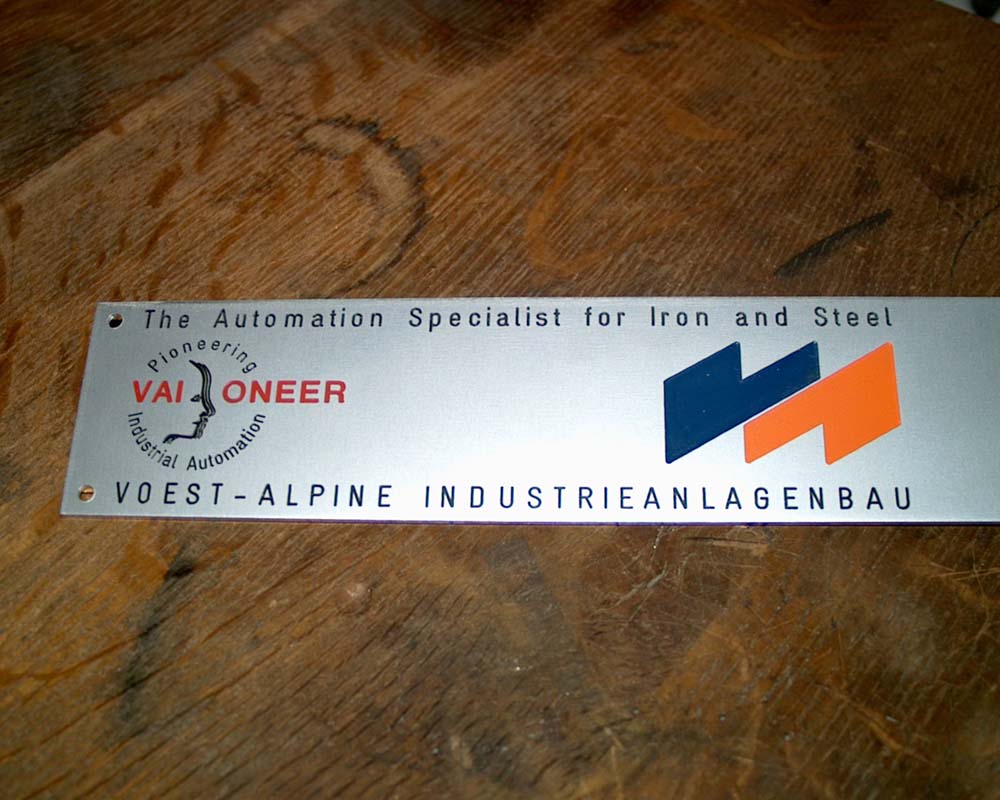 The Automation Specialist for Iron and Steel
Pioneering
VAI ONEER
Industrial Automation
VOEST-ALPINE INDUSTRIEANLAGENBAU